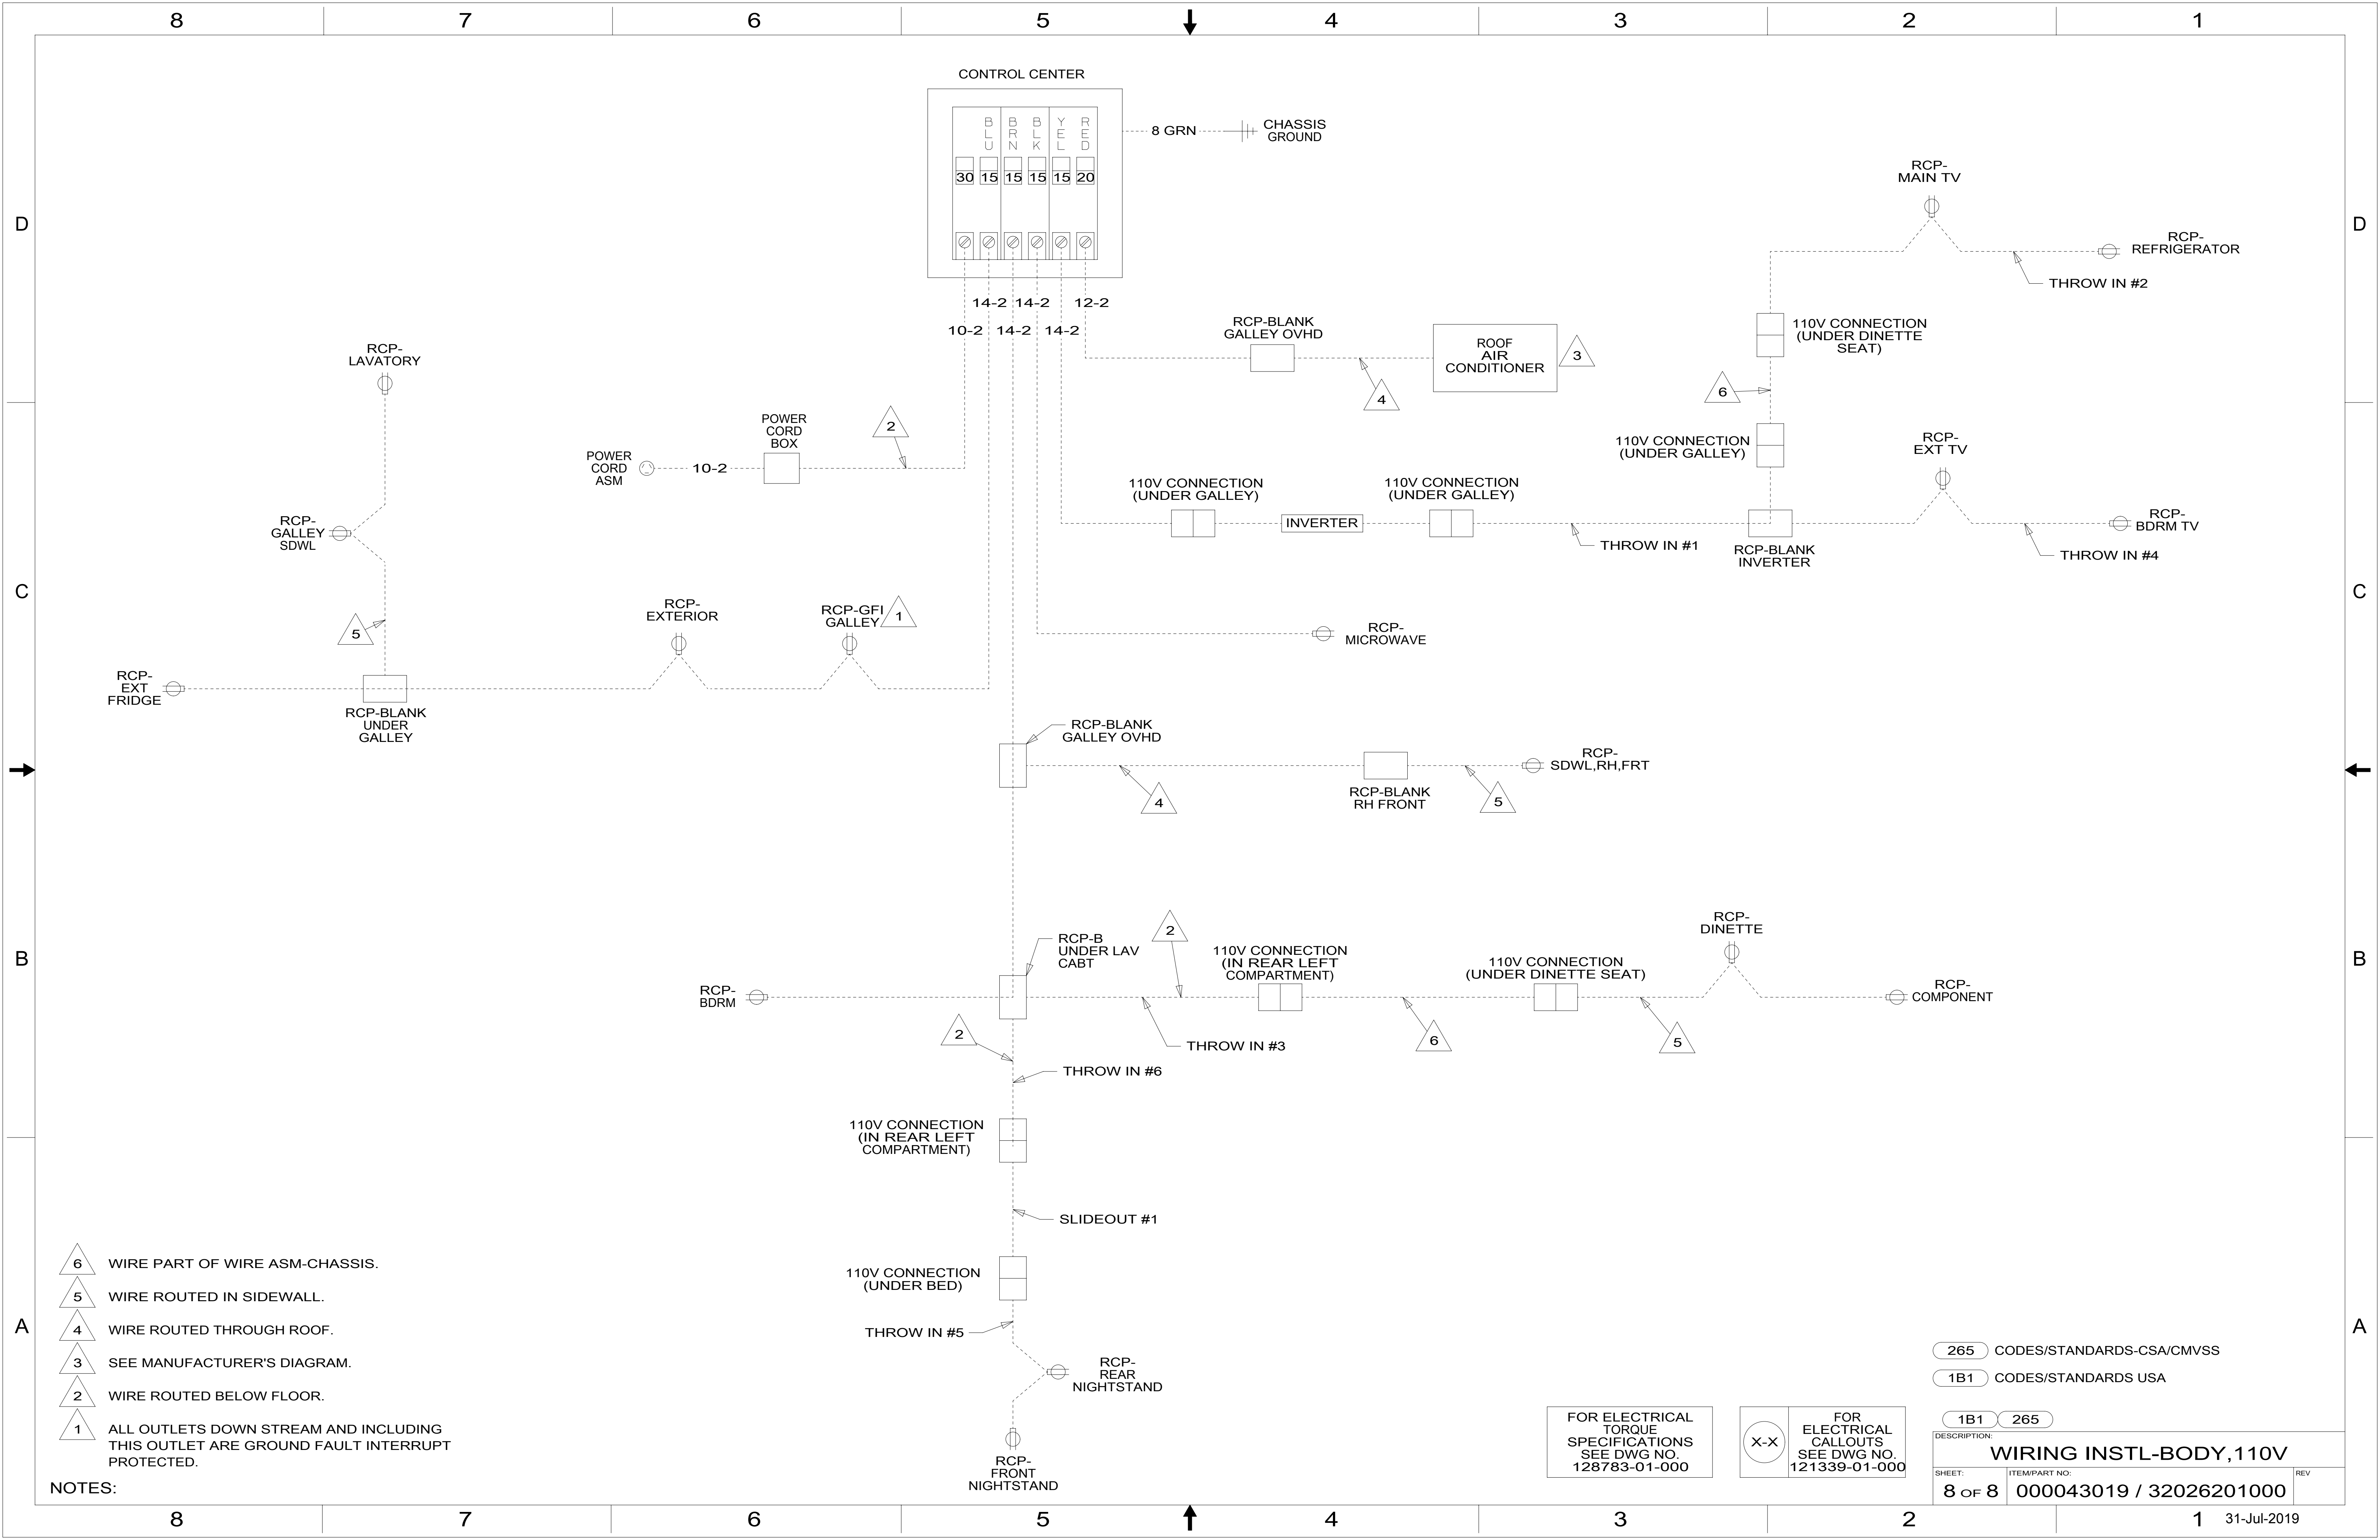 8 7 6 5 4 3 2 1
CONTROL CENTER
BLU BRN BLK YEL RED
30 15 15 15 15 20
8 GRN
CHASSIS
GROUND
14-2 14-2 12-2
10-2 14-2 14-2
D
D
RCP-
MAIN TV
RCP-
REFRIGERATOR
THROW IN #2
110V CONNECTION
(UNDER DINETTE
SEAT)
RCP-BLANK
GALLEY OVHD
ROOF
AIR
CONDITIONER
3
4
6
RCP-
LAVATORY
POWER
CORD
BOX
2
POWER
CORD
ASM
10-2
110V CONNECTION
(UNDER GALLEY)
RCP-
EXT TV
110V CONNECTION
(UNDER GALLEY)
110V CONNECTION
(UNDER GALLEY)
INVERTER
THROW IN #1
RCP-BLANK
INVERTER
RCP-
BDRM TV
THROW IN #4
RCP-
GALLEY
SDWL
C
C
5
RCP-
EXTERIOR
RCP-GFI
GALLEY
1
RCP-
MICROWAVE
RCP-
EXT
FRIDGE
RCP-BLANK
UNDER
GALLEY
RCP-BLANK
GALLEY OVHD
4
RCP-BLANK
RH FRONT
5
RCP-
SDWL,RH,FRT
B
B
RCP-B
UNDER LAV
CABT
2
110V CONNECTION
(IN REAR LEFT
COMPARTMENT)
110V CONNECTION
(UNDER DINETTE SEAT)
RCP-
DINETTE
RCP-
COMPONENT
RCP-
BDRM
2
THROW IN #3
6
5
THROW IN #6
110V CONNECTION
(IN REAR LEFT
COMPARTMENT)
SLIDEOUT #1
110V CONNECTION
(UNDER BED)
THROW IN #5
RCP-
REAR
NIGHTSTAND
RCP-
FRONT
NIGHTSTAND
A
A
6 WIRE PART OF WIRE ASM-CHASSIS.
5 WIRE ROUTED IN SIDEWALL.
4 WIRE ROUTED THROUGH ROOF.
3 SEE MANUFACTURER'S DIAGRAM.
2 WIRE ROUTED BELOW FLOOR.
1 ALL OUTLETS DOWN STREAM AND INCLUDING
THIS OUTLET ARE GROUND FAULT INTERRUPT
PROTECTED.
NOTES:
FOR ELECTRICAL
TORQUE
SPECIFICATIONS
SEE DWG NO.
128783-01-000
X-X
FOR
ELECTRICAL
CALLOUTS
SEE DWG NO.
121339-01-000
265 CODES/STANDARDS-CSA/CMVSS
1B1 CODES/STANDARDS USA
1B1 265
DESCRIPTION:
WIRING INSTL-BODY,110V
SHEET: ITEM/PART NO: REV
8 OF 8 000043019 / 32026201000
8 7 6 5 4 3 2 1
31-Jul-2019